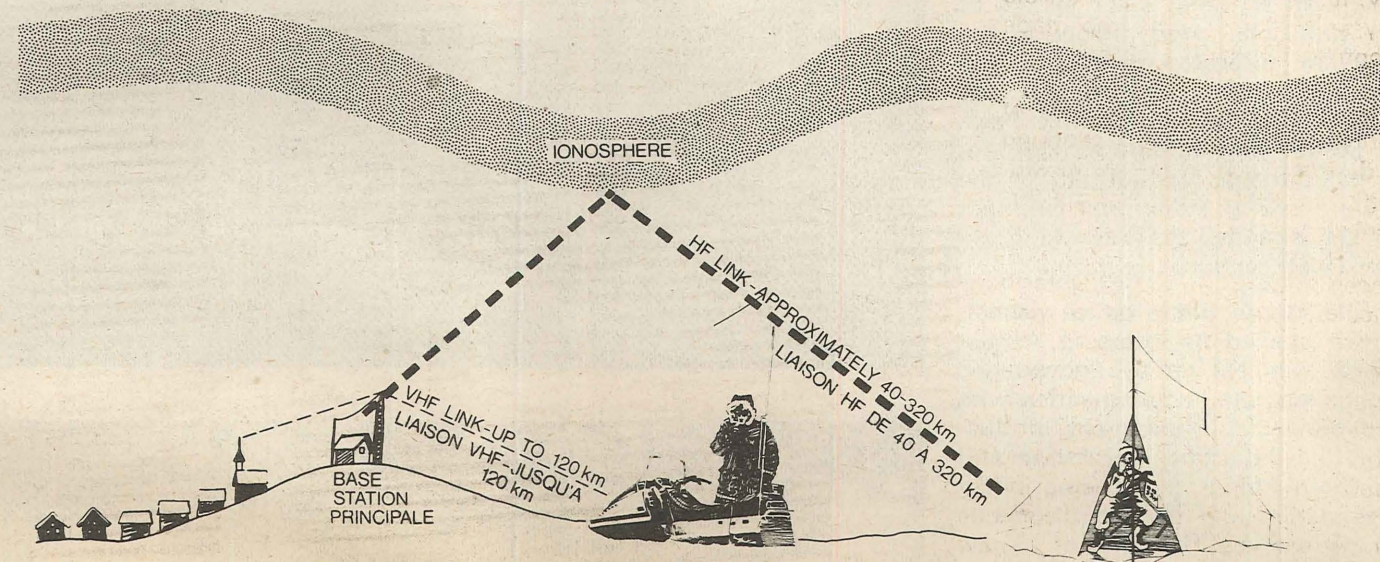 IONOSPHERE
HF LINK-APPROXIMATELY 40-320 km
LIAISON HF DE 40 À 320 km
VHF LINK-UP TO 120 km
LIAISON VHF-JUSQU'À
120 km
BASE
STATION
PRINCIPALE